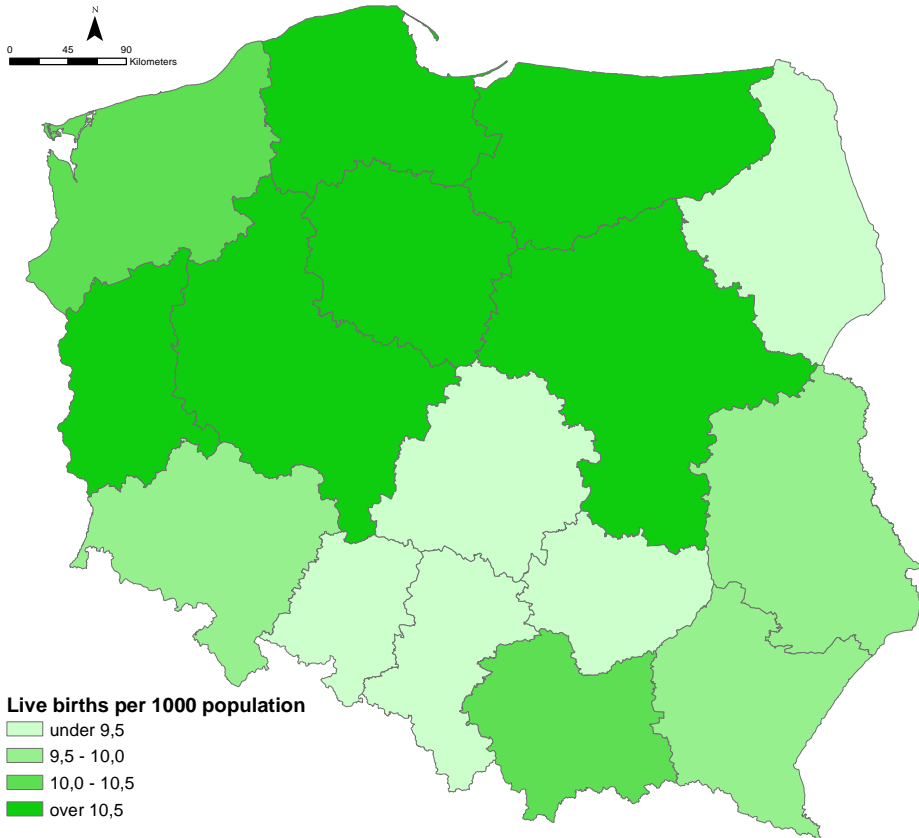 N
0 45 90
Kilometers
Live births per 1000 population
under 9,5
9,5 - 10,0
10,0 - 10,5
over 10,5